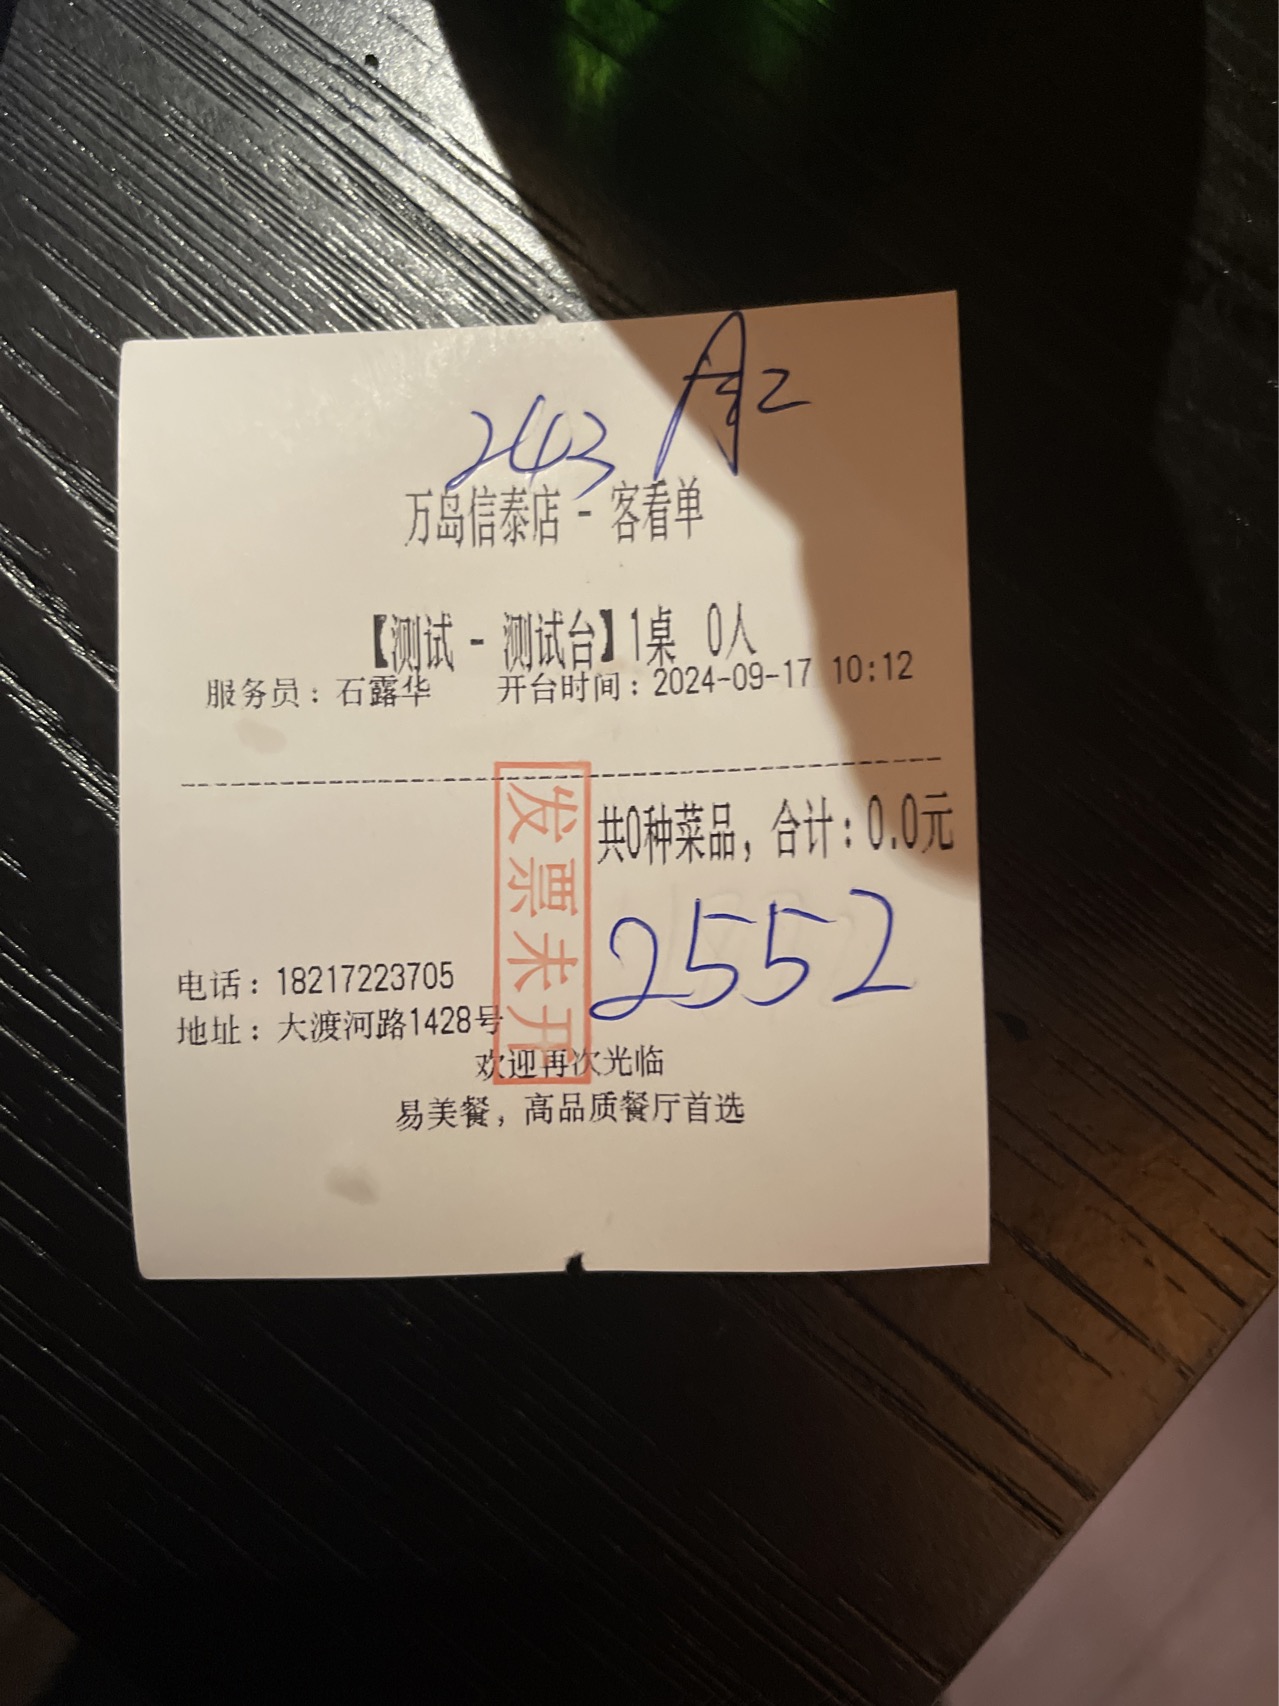 243 A2
万岛信泰店 - 客看单
【测试 - 测试台】1桌 0人
服务员：石露华 开台时间：2024-09-17 10:12
共0种菜品，合计：0.0元
发票未开
2552
电话：18217223705
地址：大渡河路1428号
欢迎再次光临
易美餐，高品质餐厅首选